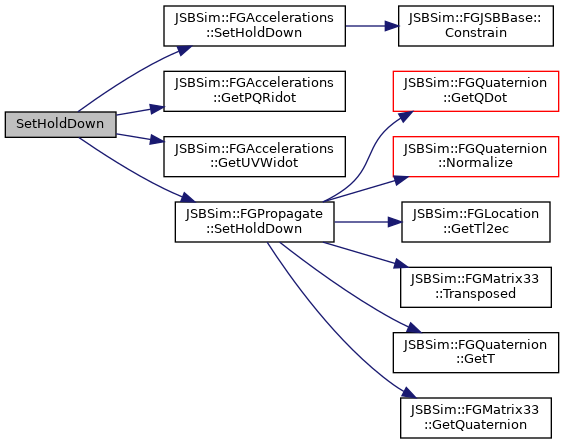 SetHoldDown
JSBSim::FGAccelerations
::SetHoldDown
JSBSim::FGJSBBase::
Constrain
JSBSim::FGAccelerations
::GetPQRidot
JSBSim::FGAccelerations
::GetUVWidot
JSBSim::FGPropagate
::SetHoldDown
JSBSim::FGQuaternion
::GetQDot
JSBSim::FGQuaternion
::Normalize
JSBSim::FGLocation
::GetTl2ec
JSBSim::FGMatrix33
::Transposed
JSBSim::FGQuaternion
::GetT
JSBSim::FGMatrix33
::GetQuaternion